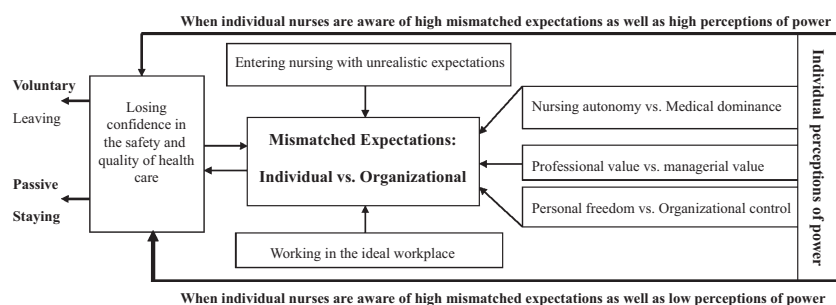 When individual nurses are aware of high mismatched expectations as well as high perceptions of power
Entering nursing with unrealistic expectations
Voluntary
Leaving
Passive
Staying
Losing
confidence in
the safety and
quality of health
care
Mismatched Expectations:
Individual vs. Organizational
Working in the ideal workplace
Nursing autonomy vs. Medical dominance
Professional value vs. managerial value
Personal freedom vs. Organizational control
Individual perceptions of power
When individual nurses are aware of high mismatched expectations as well as low perceptions of power